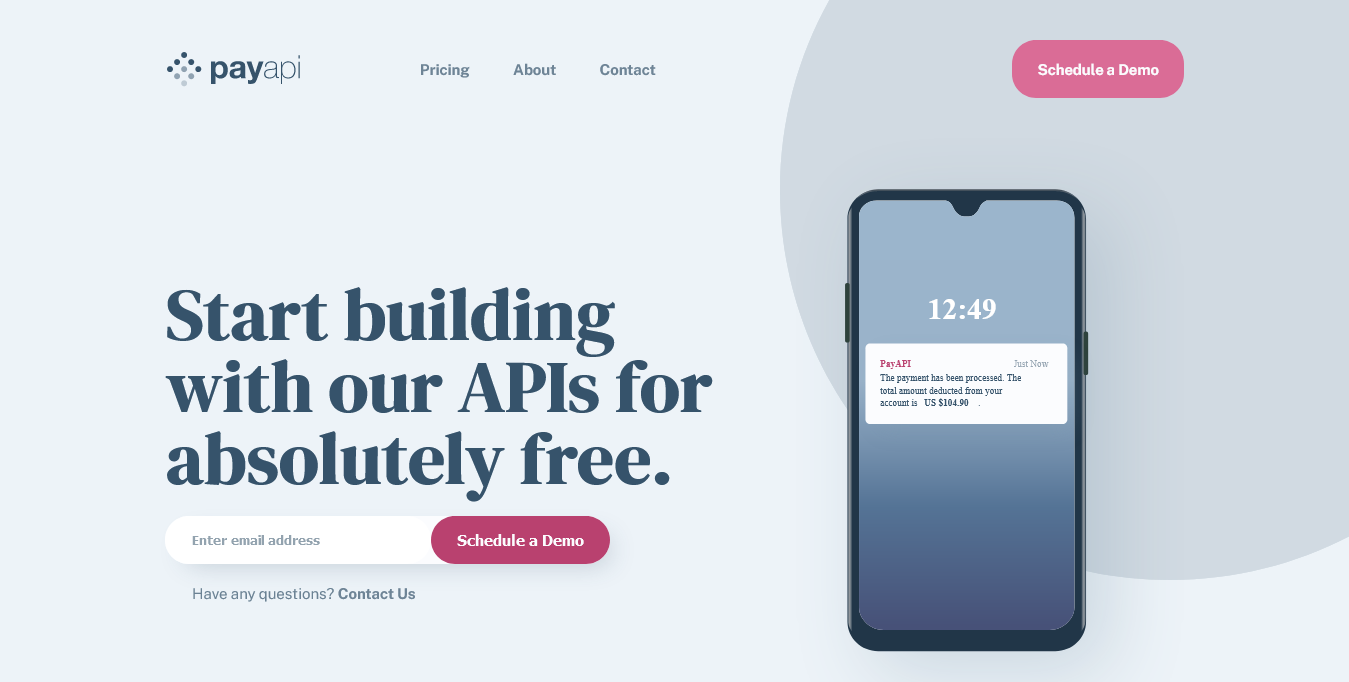 payapi
Pricing About Contact
Schedule a Demo
Start building
with our APIs for
absolutely free.
Enter email address
Schedule a Demo
Have any questions? Contact Us
12:49
PayAPI Just Now
The payment has been processed. The
total amount deducted from your
account is US $104.90 .